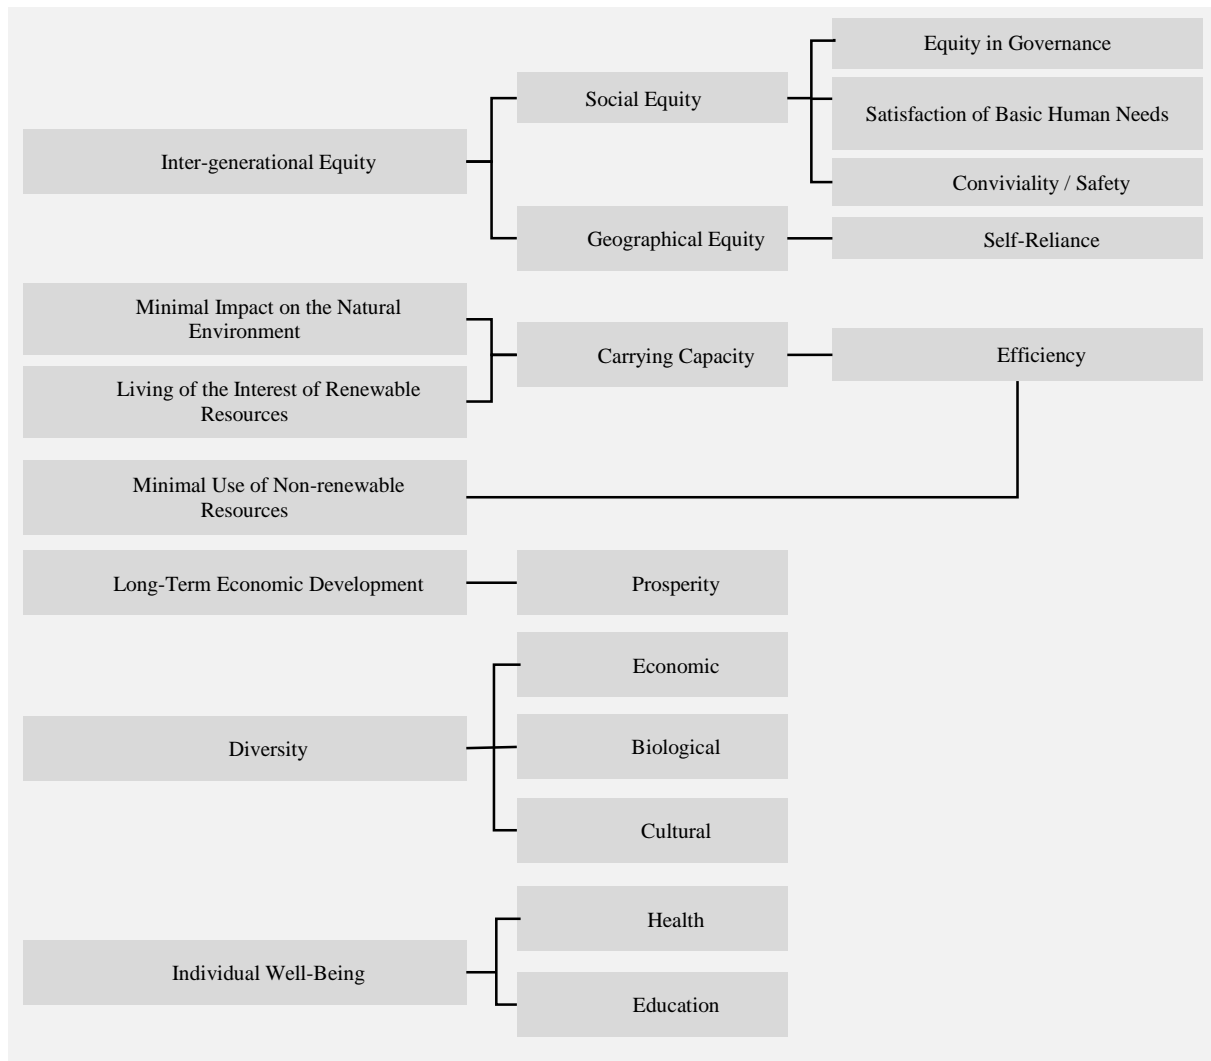 Equity in Governance
Social Equity
Satisfaction of Basic Human Needs
Inter-generational Equity
Conviviality / Safety
Geographical Equity
Self-Reliance
Minimal Impact on the Natural
Environment
Carrying Capacity
Efficiency
Living of the Interest of Renewable
Resources
Minimal Use of Non-renewable
Resources
Long-Term Economic Development
Prosperity
Economic
Diversity
Biological
Cultural
Health
Individual Well-Being
Education